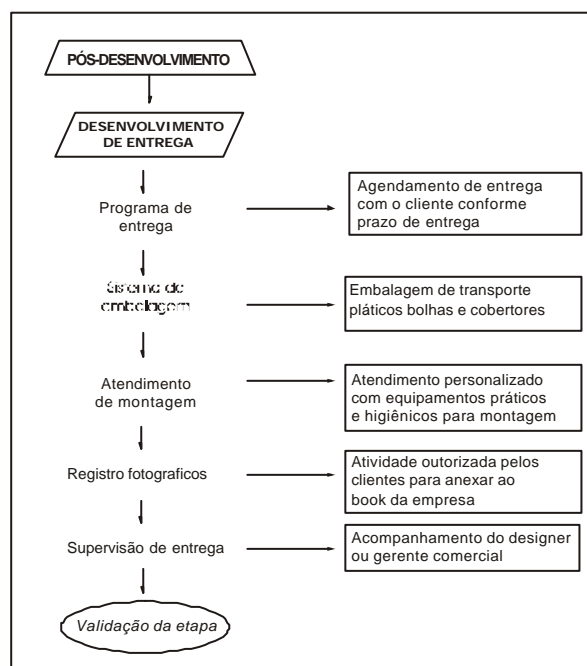 PÓS-DESENVOLVIMENTO
DESENVOLVIMENTO
DE ENTREGA
Programa de
entrega
Agendamento de entrega
com o cliente conforme
prazo de entrega
Sistema de
embalagem
Embalagem de transporte
pláticos bolhas e cobertores
Atendimento
de montagem
Atendimento personalizado
com equipamentos práticos
e higiênicos para montagem
Registro fotograficos
Atividade outorizada pelos
clientes para anexar ao
book da empresa
Supervisão de entrega
Acompanhamento do designer
ou gerente comercial
Validação da etapa